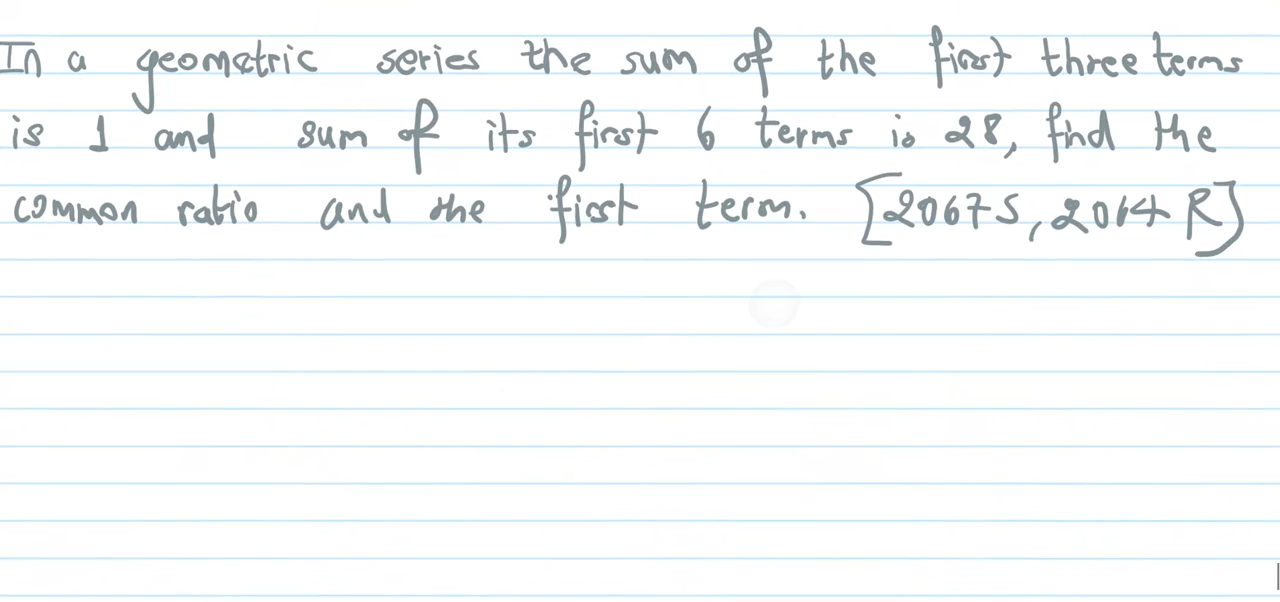 In a geometric series the sum of the first three terms
is 1 and sum of its first 6 terms is 28, find the
common ratio and the first term. [2067S, 2064 R]